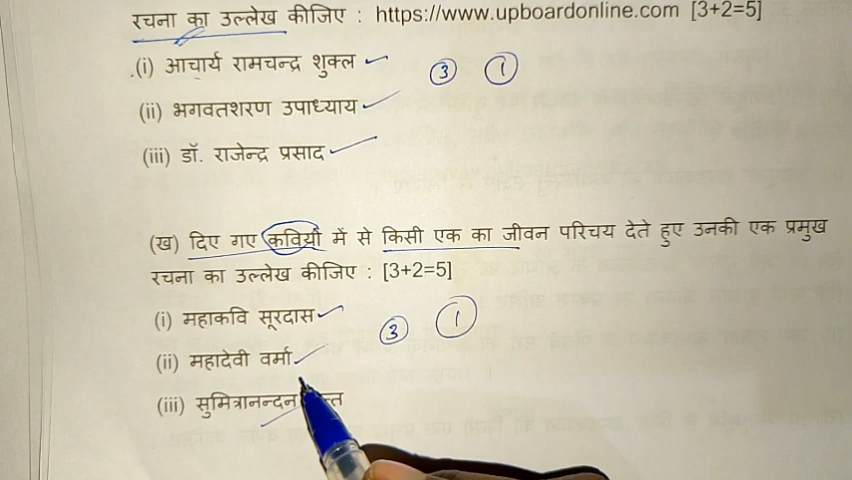 रचना का उल्लेख कीजिए : https://www.upboardonline.com [3+2=5]
(i) आचार्य रामचन्द्र शुक्ल
③ ①
(ii) भगवतशरण उपाध्याय
(iii) डॉ. राजेन्द्र प्रसाद
(ख) दिए गए कवियों में से किसी एक का जीवन परिचय देते हुए उनकी एक प्रमुख
रचना का उल्लेख कीजिए : [3+2=5]
(i) महाकवि सूरदास
③ ①
(ii) महादेवी वर्मा
(iii) सुमित्रानन्दन